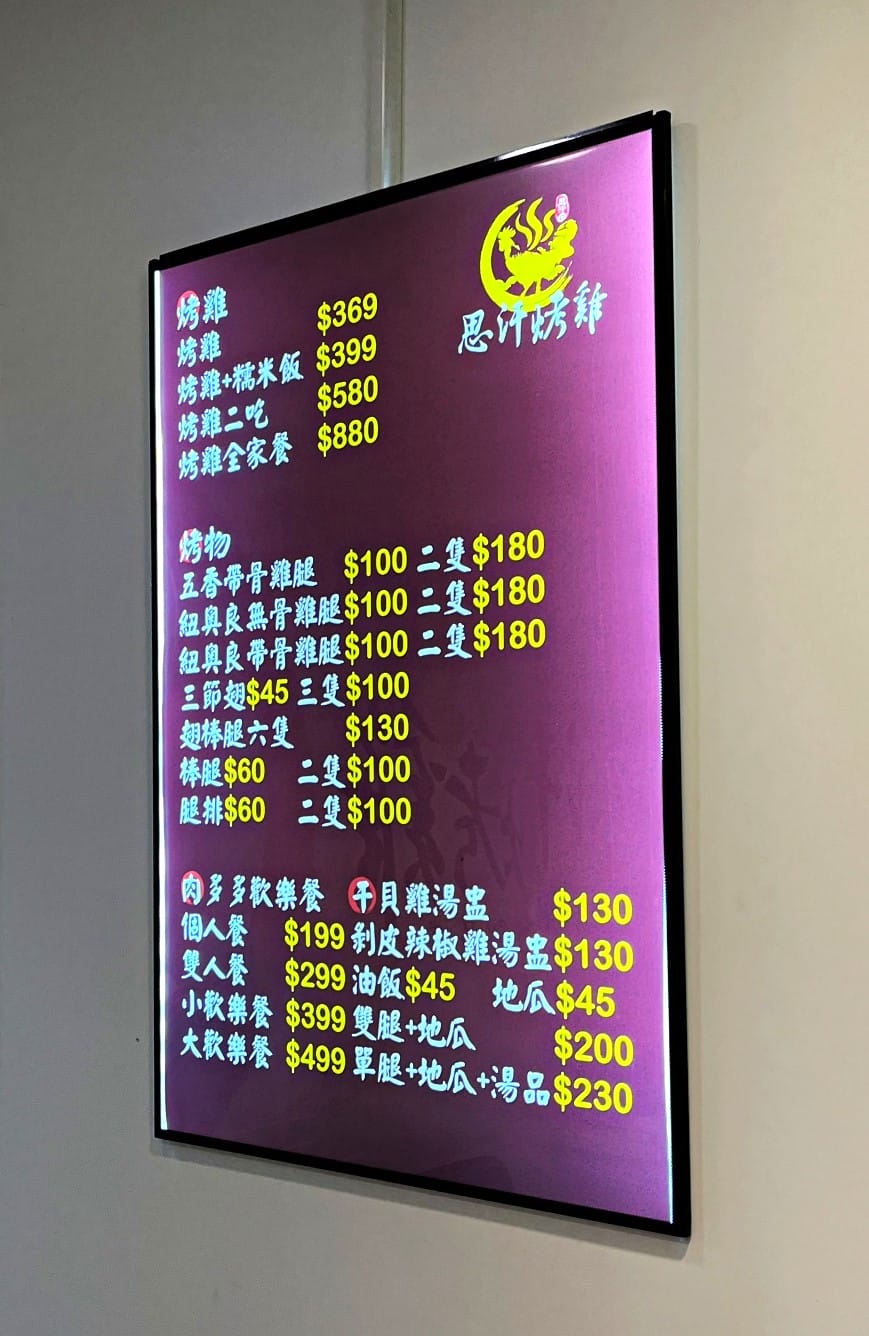 思汗烤雞
烤雞
烤雞 $369
烤雞+糯米飯 $399
烤雞二吃 $580
烤雞全家餐 $880
烤物
五香帶骨雞腿 $100 二隻$180
紐奧良無骨雞腿$100 二隻$180
紐奧良帶骨雞腿$100 二隻$180
三節翅$45 三隻$100
翅棒腿六隻 $130
棒腿$60 二隻$100
腿排$60 二隻$100
肉多多歡樂餐
個人餐 $199
雙人餐 $299
小歡樂餐 $399
大歡樂餐 $499
干貝雞湯盅 $130
剝皮辣椒雞湯盅$130
油飯$45 地瓜$45
雙腿+地瓜 $200
單腿+地瓜+湯品$230